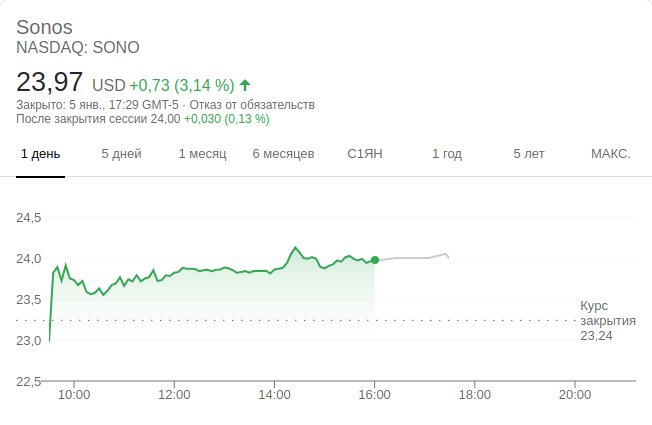 Sonos
NASDAQ: SONO
23,97 USD +0,73 (3,14 %)
Закрыто: 5 янв., 17:29 GMT-5 · Отказ от обязательств
После закрытия сессии 24,00 +0,030 (0,13 %)
1 день 5 дней 1 месяц 6 месяцев С1ЯН 1 год 5 лет МАКС.
24,5
24,0
23,5
Курс
закрытия
23,24
23,0
22,5
10:00 12:00 14:00 16:00 18:00 20:00